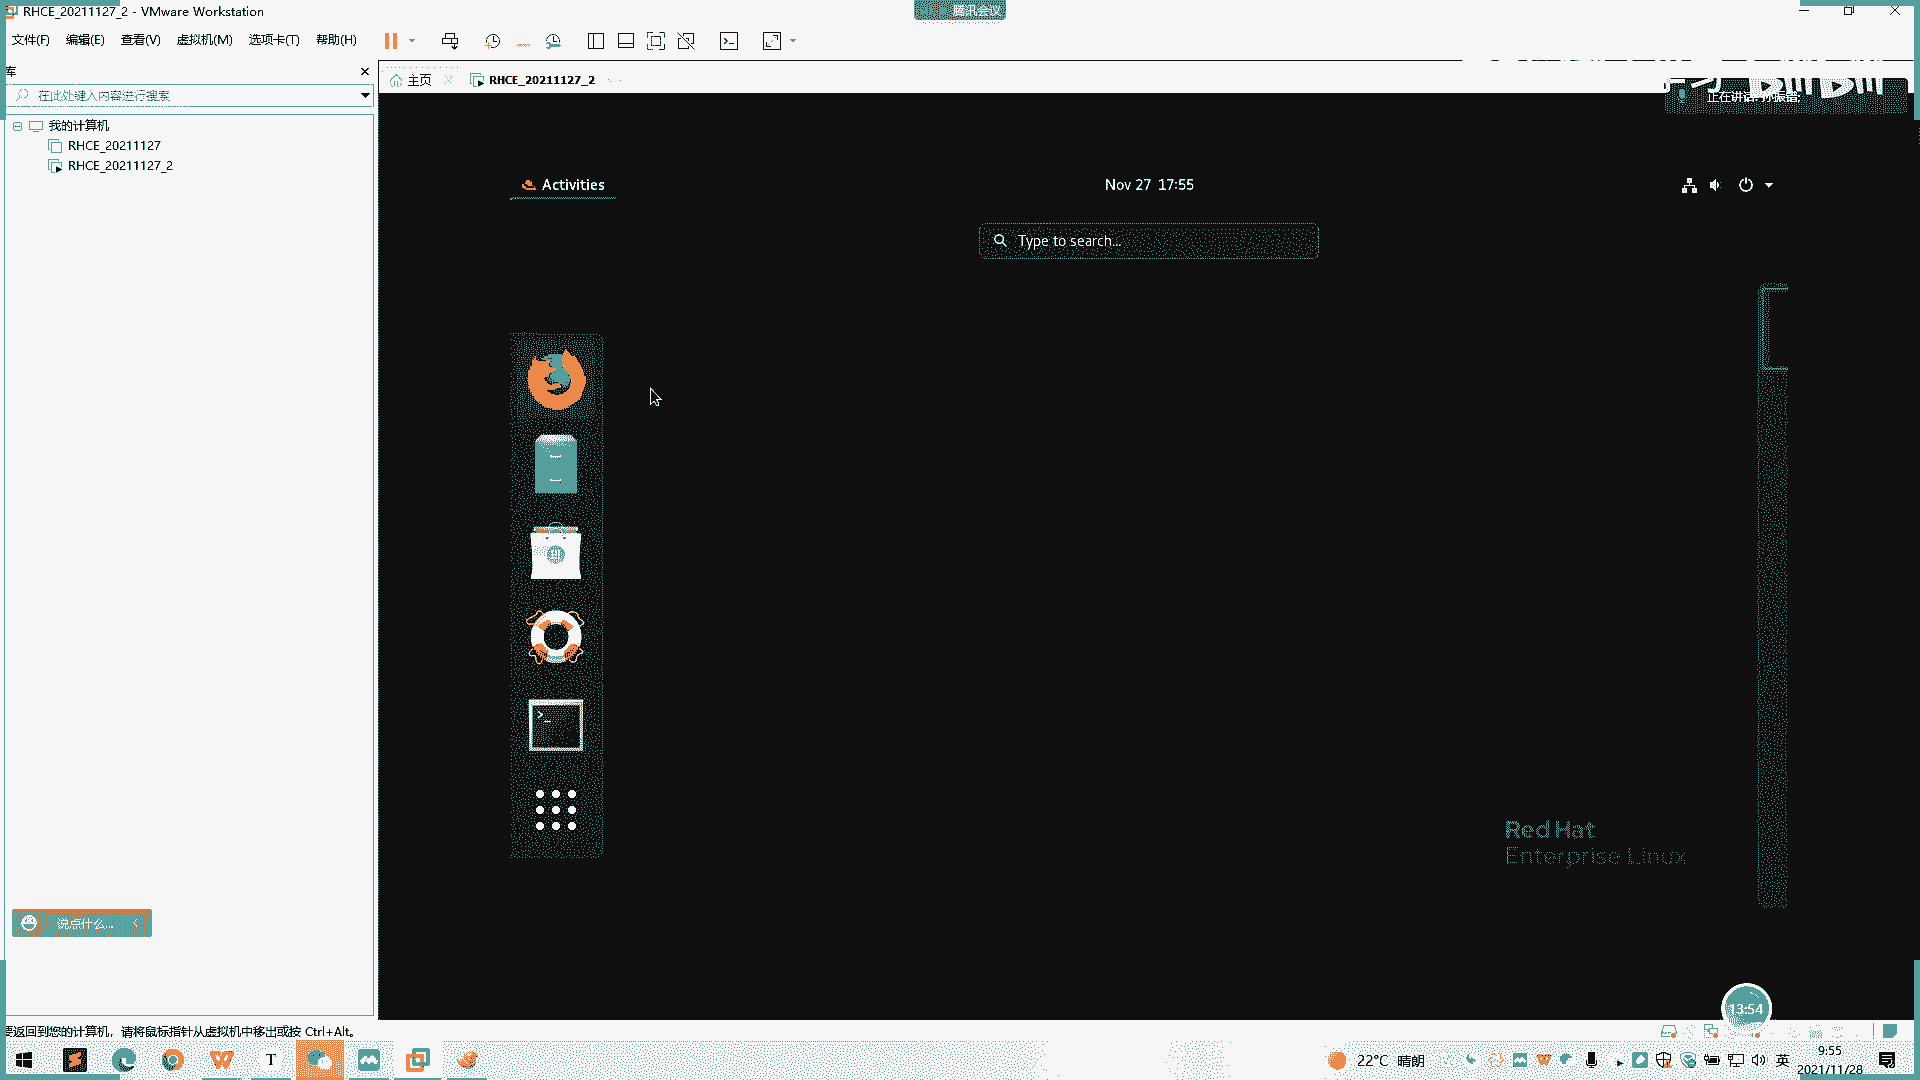 RHCE_20211127_2 - VMware Workstation
腾讯会议
文件(F) 编辑(E) 查看(V) 虚拟机(M) 选项卡(T) 帮助(H)
库
主页 RHCE_20211127_2
在此处键入内容进行搜索
正在讲话:
我的计算机
RHCE_20211127
RHCE_20211127_2
Activities
Nov 27 17:55
Type to search...
Red Hat
Enterprise Linux
说点什么...
13:54
要返回到您的计算机，请将鼠标指针从虚拟机中移出或按 Ctrl+Alt。
22°C 晴朗
英
9:55
2021/11/28